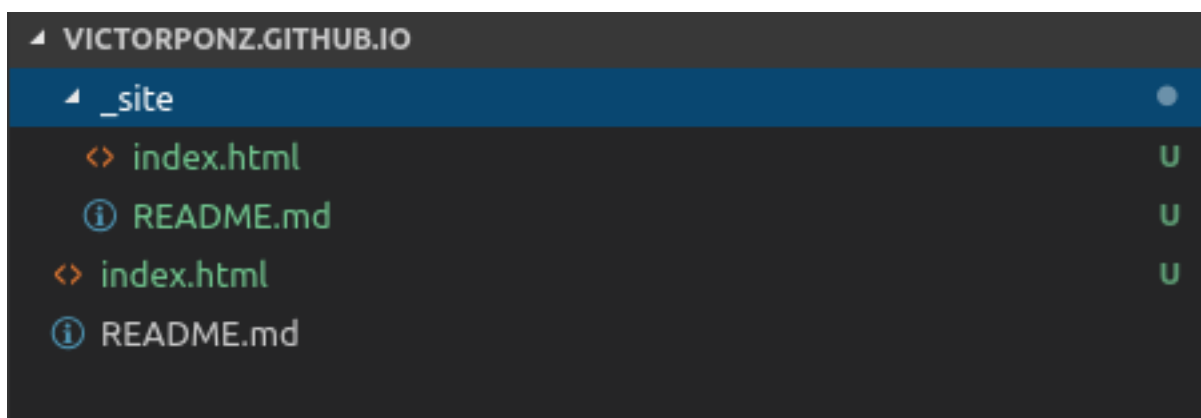 VICTORPONZ.GITHUB.IO
_site
index.html U
README.md U
index.html U
README.md